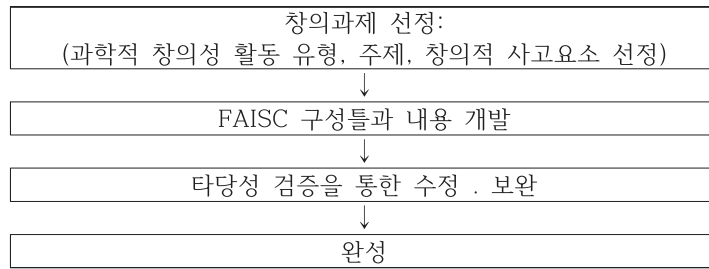 창의과제 선정:
(과학적 창의성 활동 유형, 주제, 창의적 사고요소 선정)
↓
FAISC 구성틀과 내용 개발
↓
타당성 검증을 통한 수정 . 보완
↓
완성